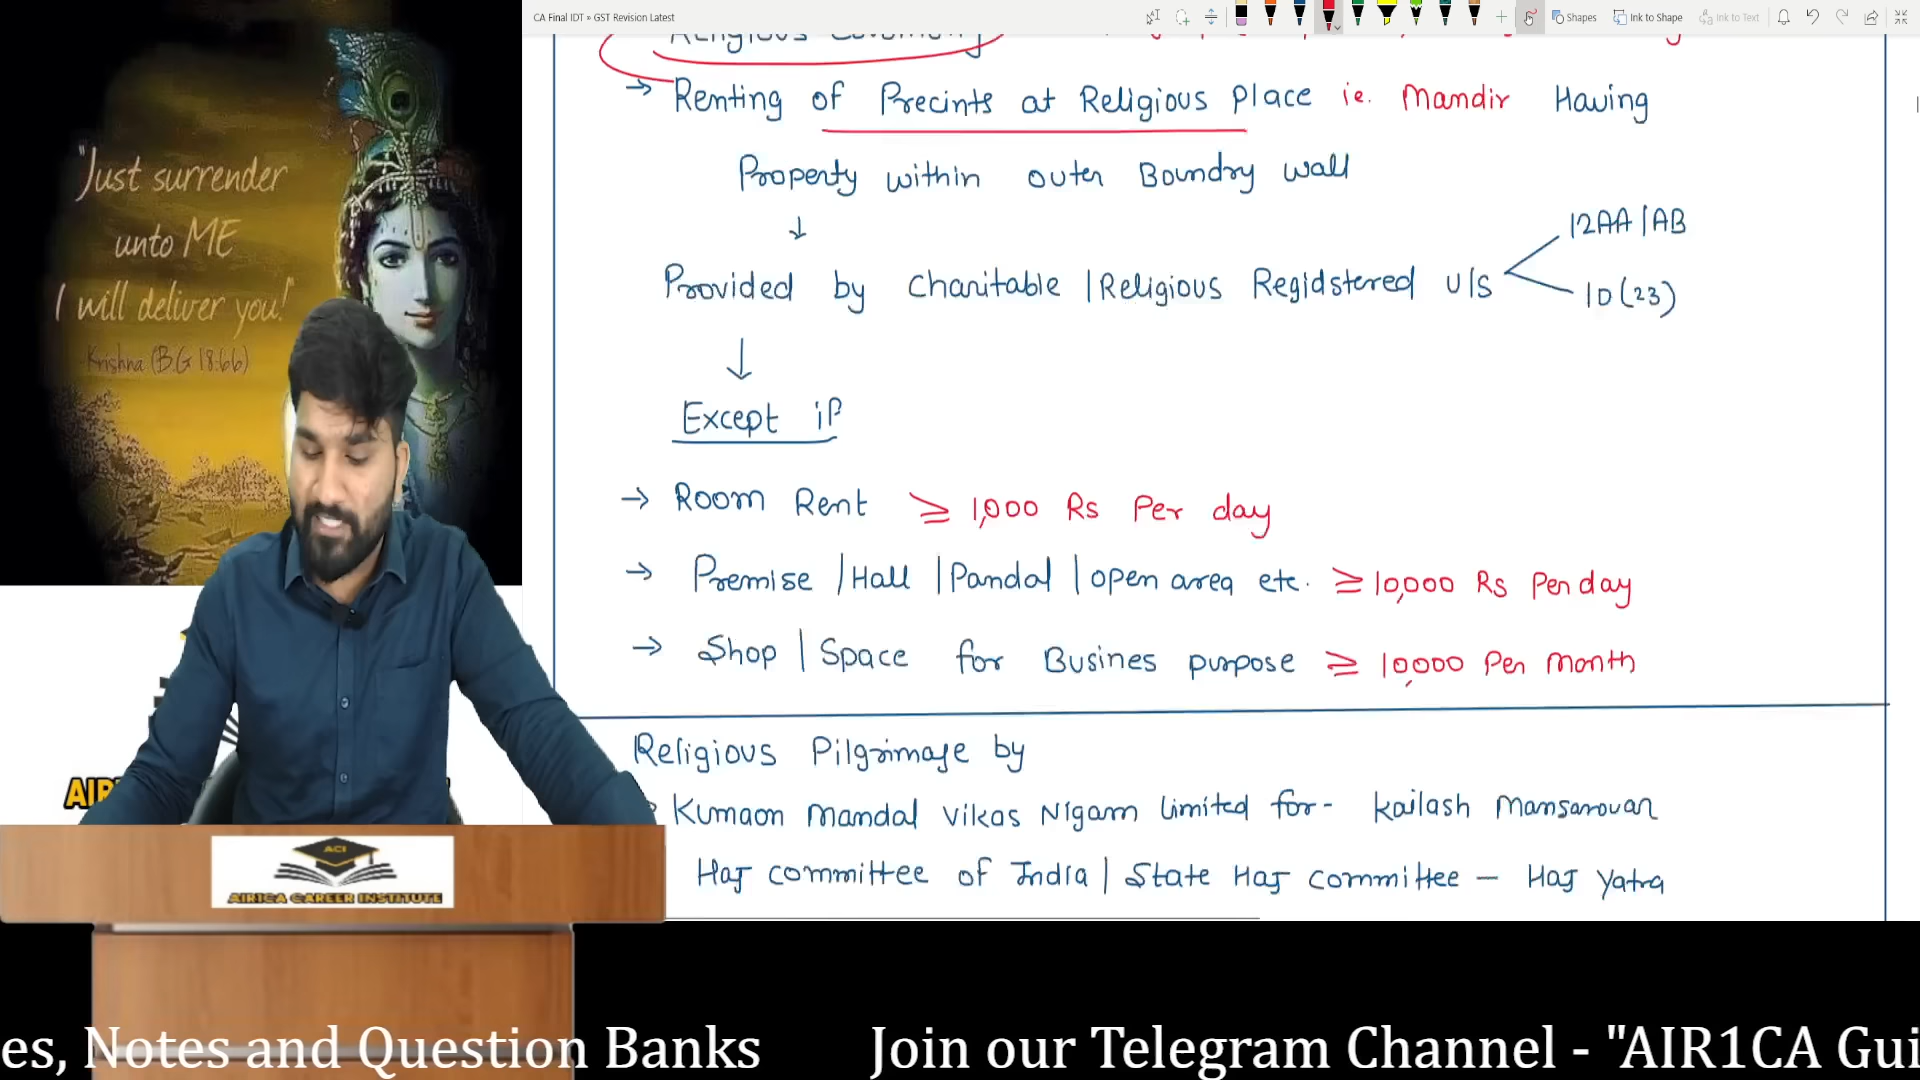 CA Final IDT » GST Revision Latest
Shapes
Ink to Shape
Ink to Text
→ Renting of Precints at Religious Place ie. Mandir Having
Property within outer Boundry wall
↓
Provided by Charitable | Religious Regidstered u/s
12AA | AB
10 (23)
↓
Except if
→ Room Rent ≥ 1,000 Rs Per day
→ Premise | Hall | Pandal | open area etc. ≥ 10,000 Rs Per day
→ Shop | Space for Busines purpose ≥ 10,000 Per Month
Religious Pilgrimage by
Kumaon Mandal Vikas Nigam Limited for - Kailash Mansarovar
Haj committee of India | State Haj committee - Haj Yatra
"Just surrender
unto ME
I will deliver you!"
-Krishna (B.G 18:66)
AIR
ACI
AIR1CA CAREER INSTITUTE
es, Notes and Question Banks Join our Telegram Channel - "AIR1CA Gui